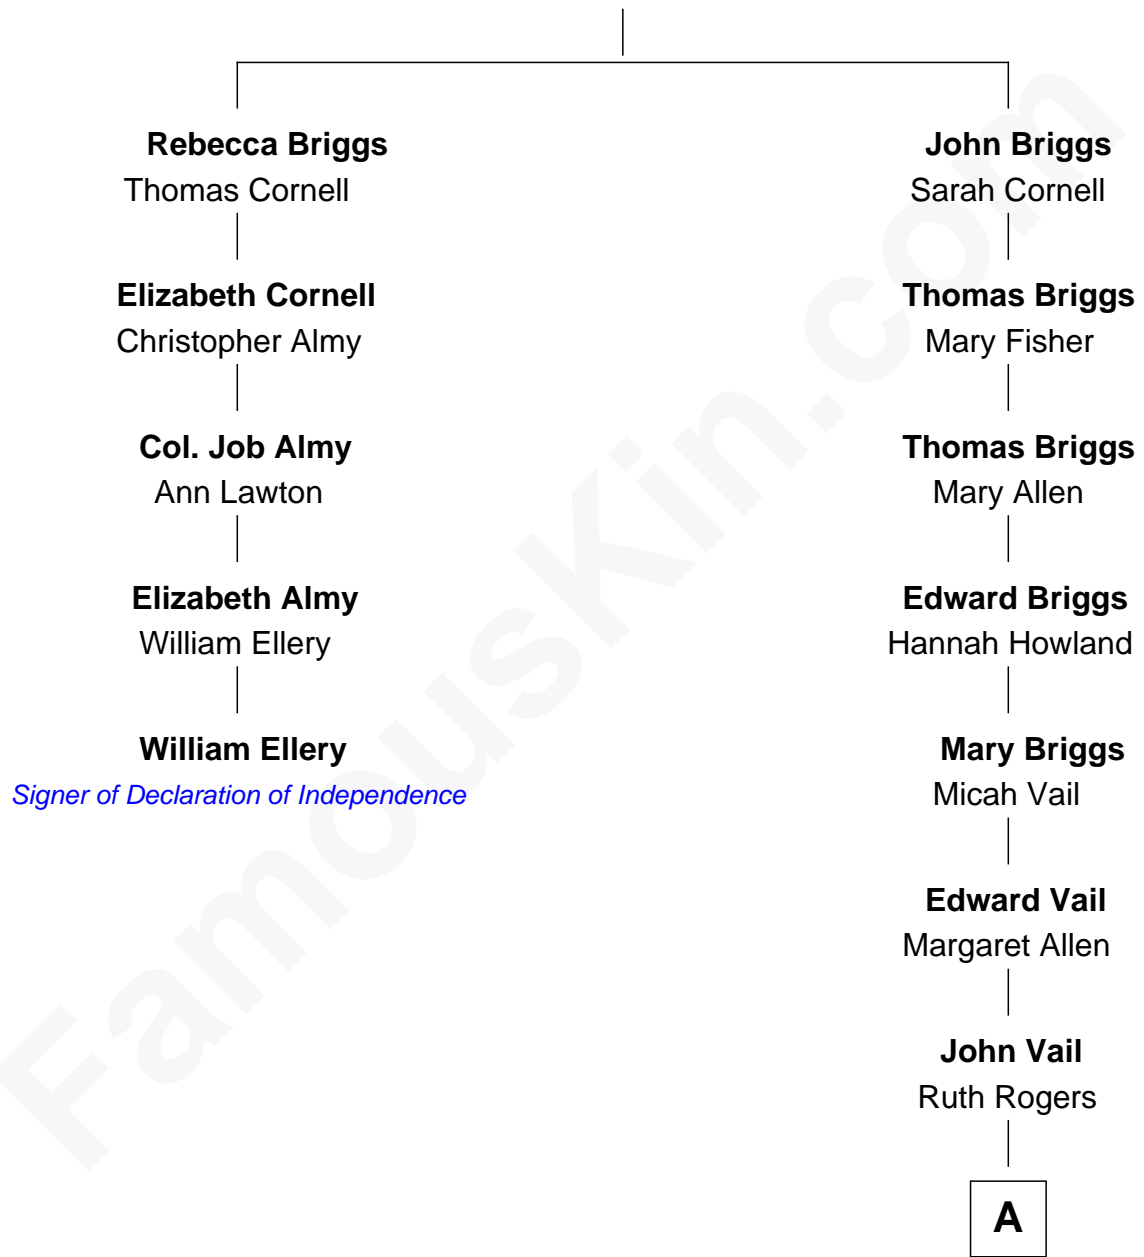 Rebecca Briggs
Thomas Cornell
Elizabeth Cornell
Christopher Almy
Col. Job Almy
Ann Lawton
Elizabeth Almy
William Ellery
William Ellery
Signer of Declaration of Independence
John Briggs
Sarah Cornell
Thomas Briggs
Mary Fisher
Thomas Briggs
Mary Allen
Edward Briggs
Hannah Howland
Mary Briggs
Micah Vail
Edward Vail
Margaret Allen
John Vail
Ruth Rogers
A
FamousKin.com